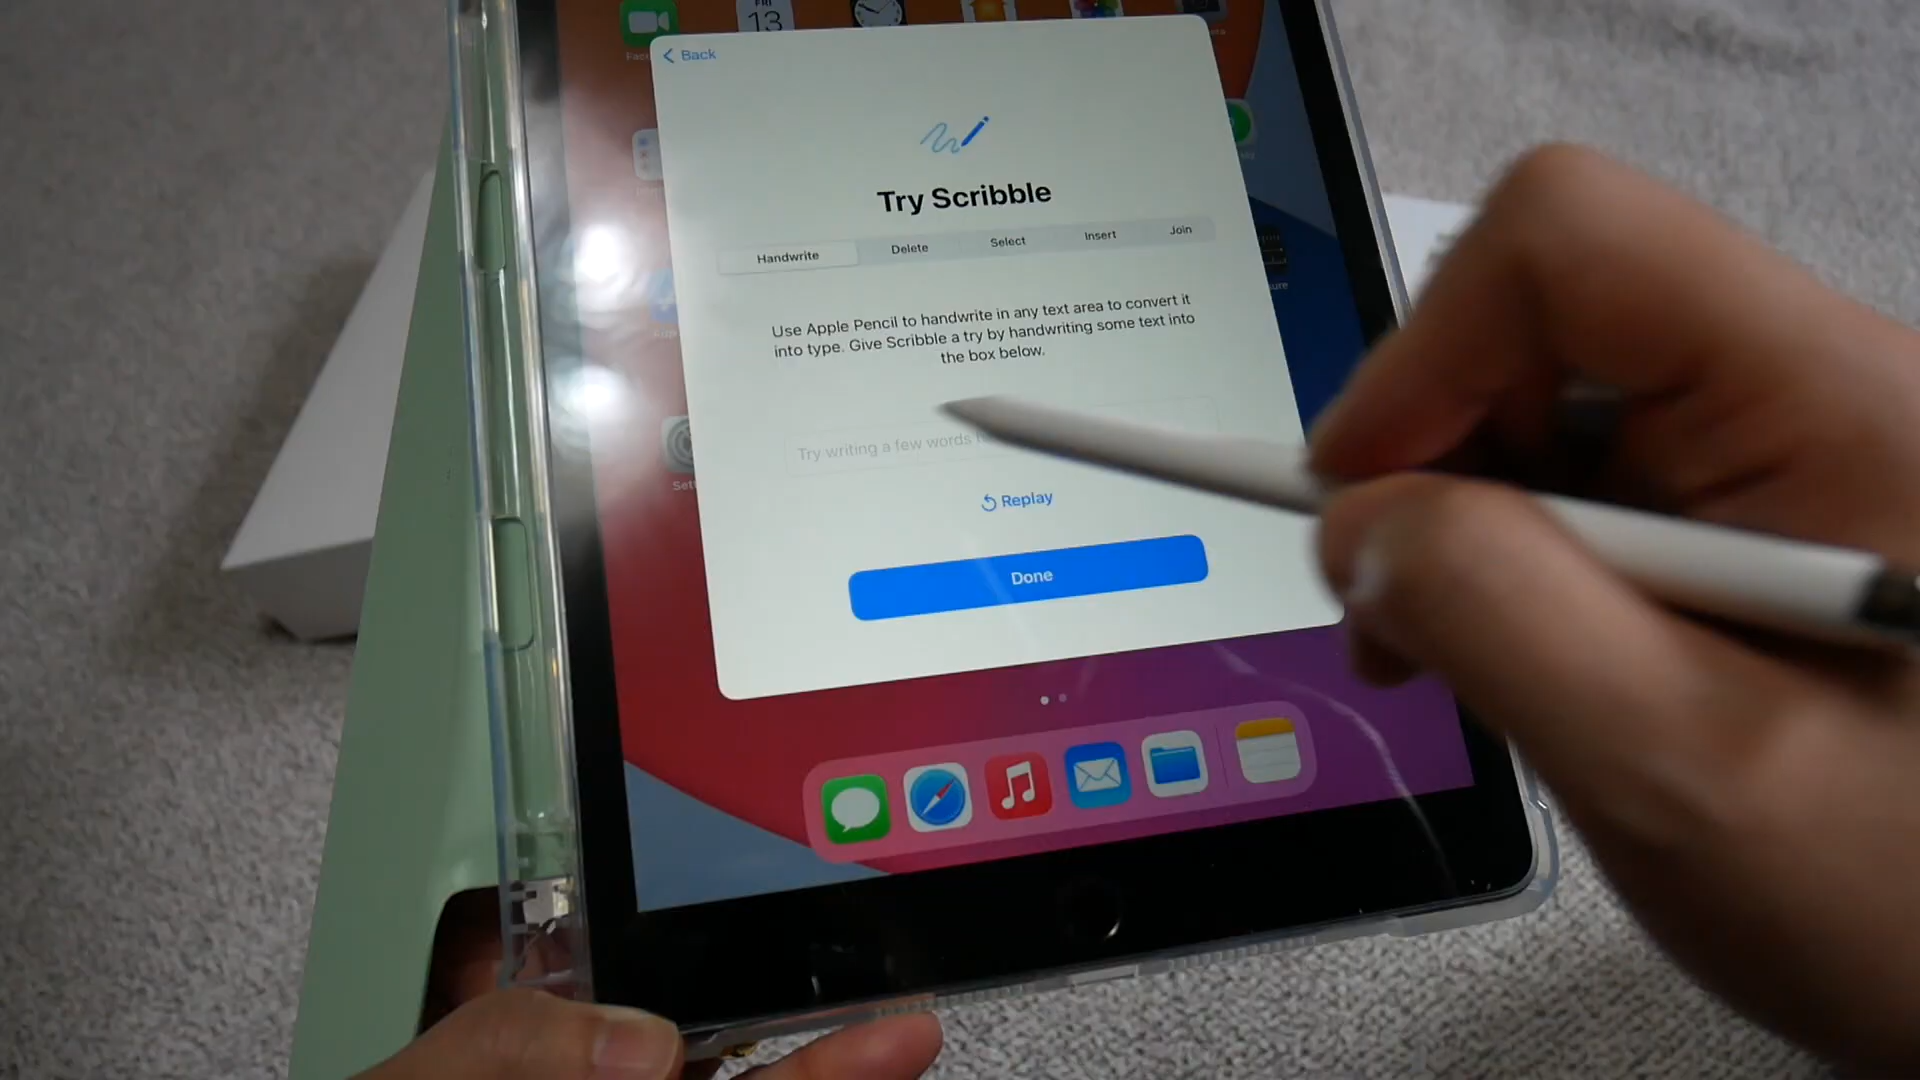 FRI
13
Back
Try Scribble
Handwrite Delete Select Insert Join
Use Apple Pencil to handwrite in any text area to convert it
into type. Give Scribble a try by handwriting some text into
the box below.
Try writing a few words
Replay
Done